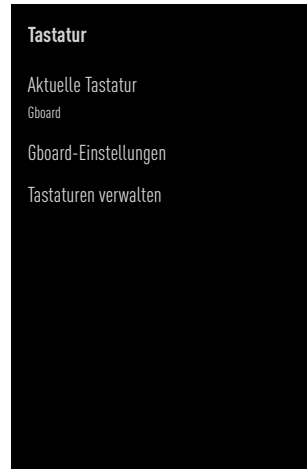 Tastatur
Aktuelle Tastatur
Gboard
Gboard-Einstellungen
Tastaturen verwalten